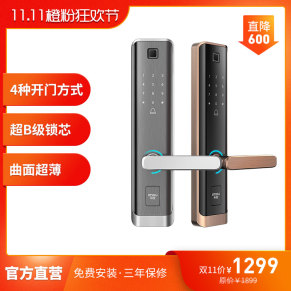 11.11橙粉狂欢节
直降
600
4种开门方式
超B级锁芯
曲面超薄
官方直营
免费安装·三年保修
双11价¥1299
原价¥1899